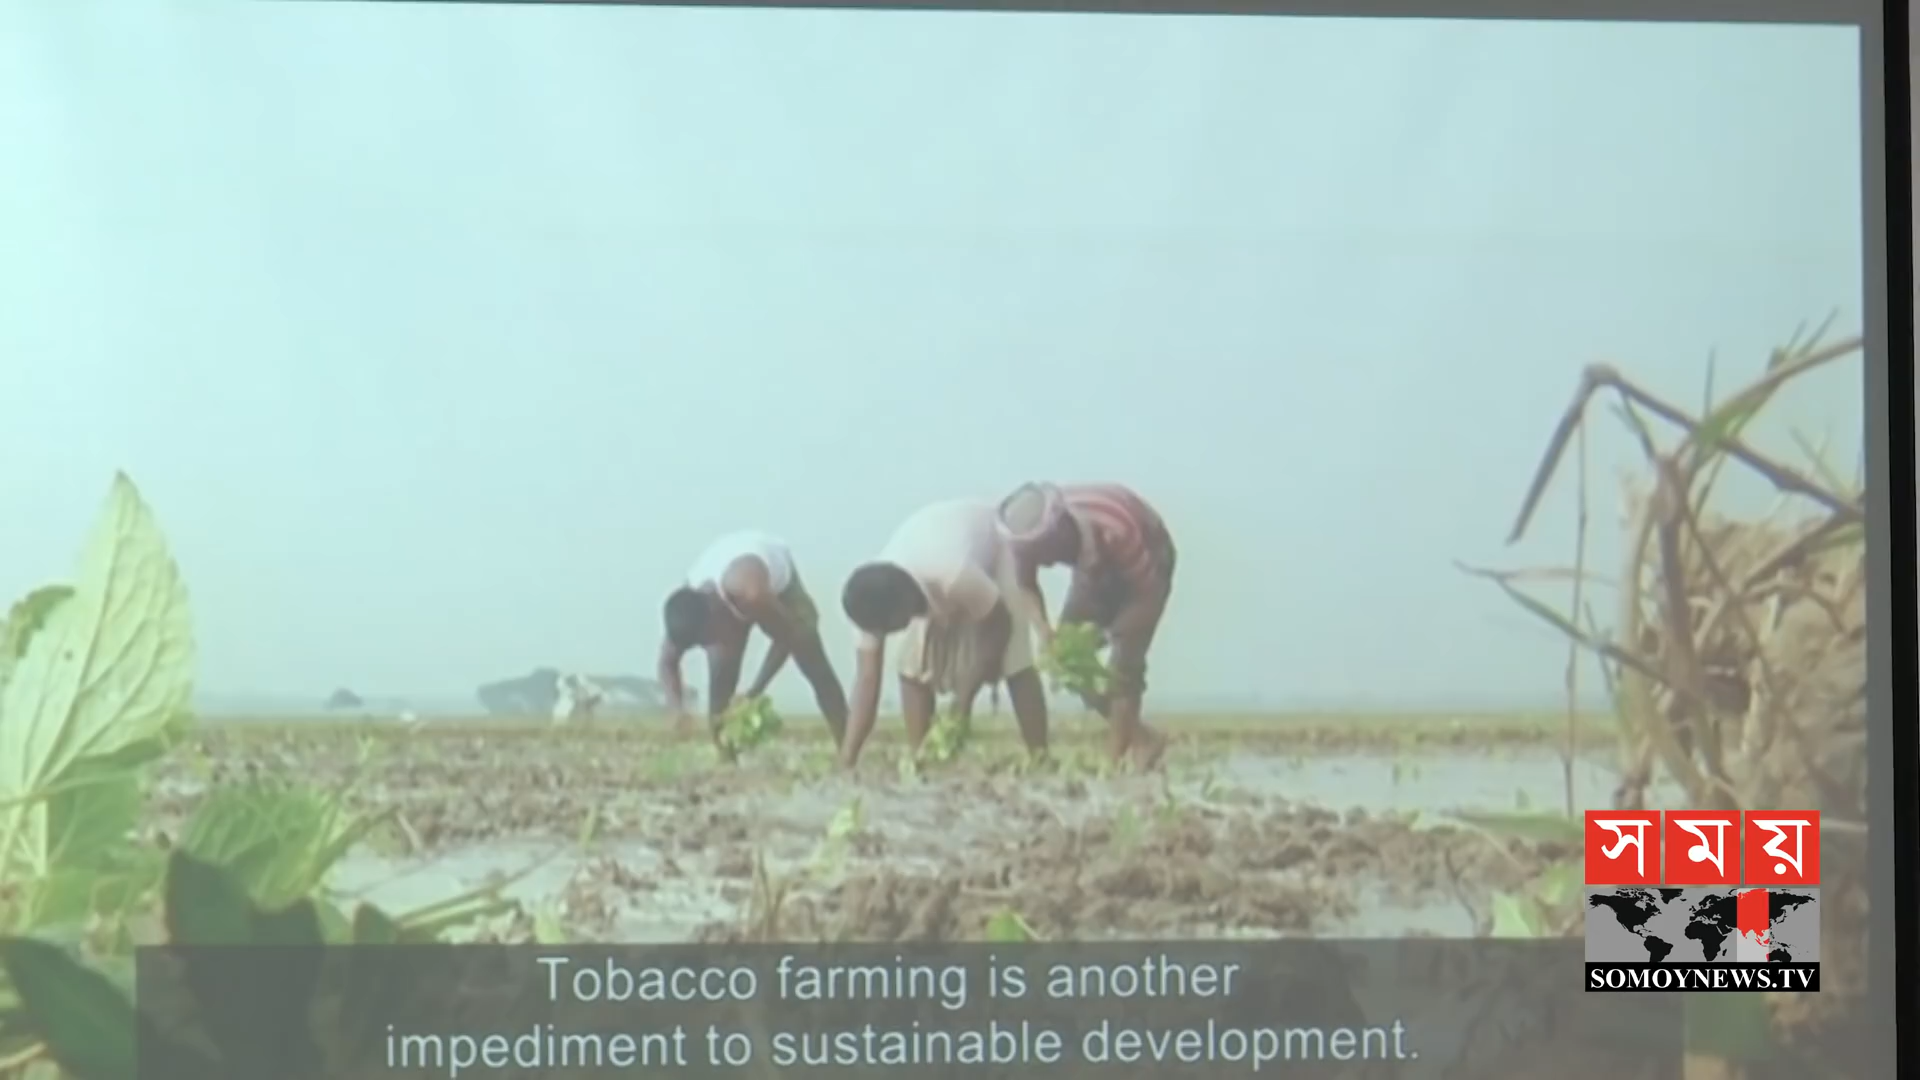 সময়
SOMOYNEWS.TV
Tobacco farming is another
impediment to sustainable development.